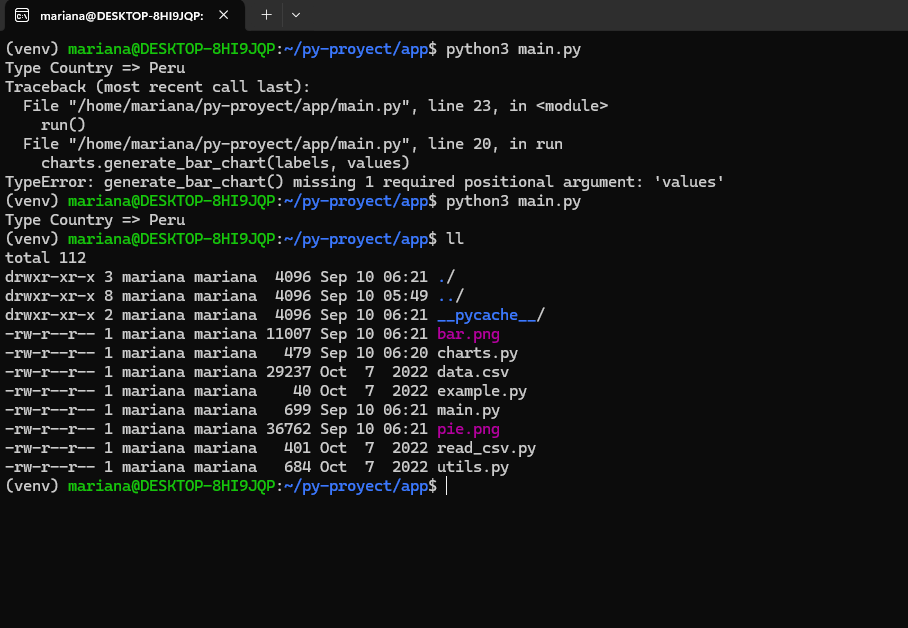 mariana@DESKTOP-8HI9JQP:
(venv) mariana@DESKTOP-8HI9JQP:~/py-proyect/app$ python3 main.py
Type Country => Peru
Traceback (most recent call last):
  File "/home/mariana/py-proyect/app/main.py", line 23, in <module>
    run()
  File "/home/mariana/py-proyect/app/main.py", line 20, in run
    charts.generate_bar_chart(labels, values)
TypeError: generate_bar_chart() missing 1 required positional argument: 'values'
(venv) mariana@DESKTOP-8HI9JQP:~/py-proyect/app$ python3 main.py
Type Country => Peru
(venv) mariana@DESKTOP-8HI9JQP:~/py-proyect/app$ ll
total 112
drwxr-xr-x 3 mariana mariana  4096 Sep 10 06:21 ./
drwxr-xr-x 8 mariana mariana  4096 Sep 10 05:49 ../
drwxr-xr-x 2 mariana mariana  4096 Sep 10 06:21 __pycache__/
-rw-r--r-- 1 mariana mariana 11007 Sep 10 06:21 bar.png
-rw-r--r-- 1 mariana mariana   479 Sep 10 06:20 charts.py
-rw-r--r-- 1 mariana mariana 29237 Oct  7  2022 data.csv
-rw-r--r-- 1 mariana mariana    40 Oct  7  2022 example.py
-rw-r--r-- 1 mariana mariana   699 Sep 10 06:21 main.py
-rw-r--r-- 1 mariana mariana 36762 Sep 10 06:21 pie.png
-rw-r--r-- 1 mariana mariana   401 Oct  7  2022 read_csv.py
-rw-r--r-- 1 mariana mariana   684 Oct  7  2022 utils.py
(venv) mariana@DESKTOP-8HI9JQP:~/py-proyect/app$